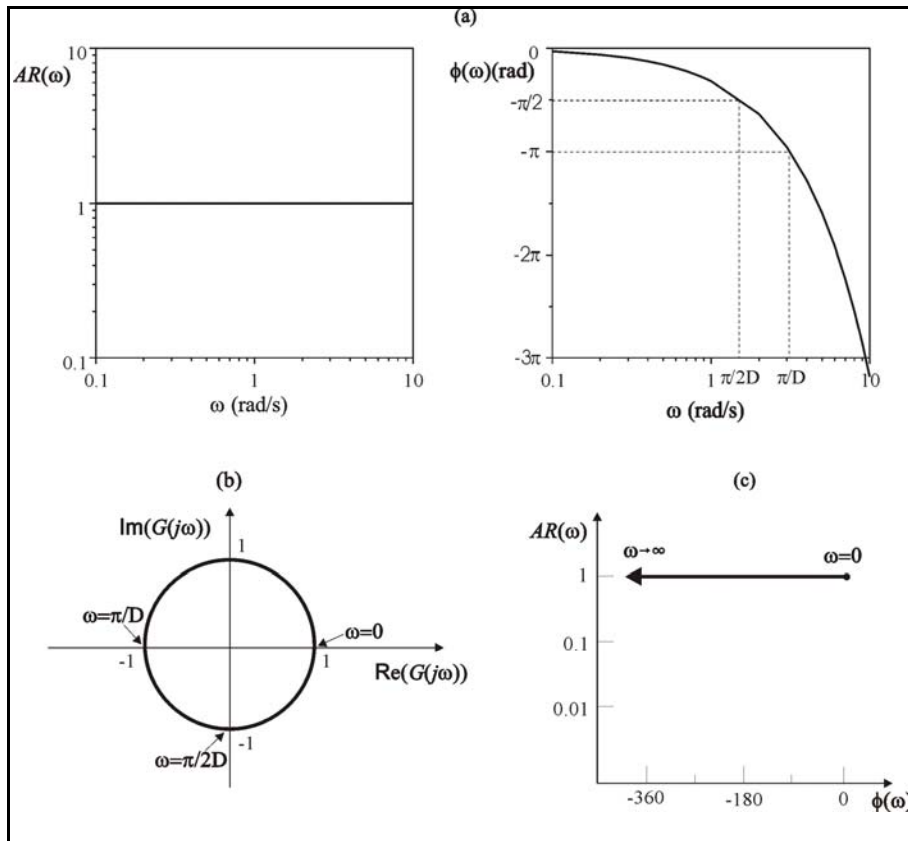 (a)
10
AR(ω)
1
0.1
0.1
1
10
ω (rad/s)
0
ϕ(ω)(rad)
-π/2
-π
-2π
-3π
0.1
1
π/2D
π/D
10
ω (rad/s)
(b)
Im(G(jω))
1
ω=π/D
ω=0
-1
1
Re(G(jω))
-1
ω=π/2D
(c)
AR(ω)
ω→∞
ω=0
1
0.1
0.01
-360
-180
0
ϕ(ω)